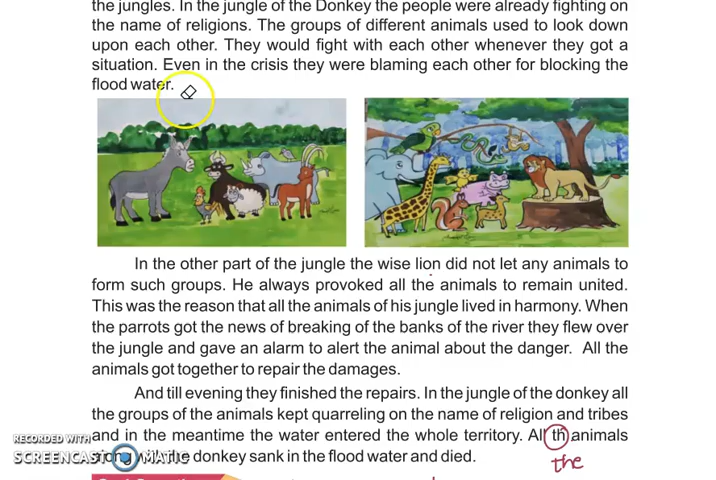 the jungles. In the jungle of the Donkey the people were already fighting on
the name of religions. The groups of different animals used to look down
upon each other. They would fight with each other whenever they got a
situation. Even in the crisis they were blaming each other for blocking the
flood water.
In the other part of the jungle the wise lion did not let any animals to
form such groups. He always provoked all the animals to remain united.
This was the reason that all the animals of his jungle lived in harmony. When
the parrots got the news of breaking of the banks of the river they flew over
the jungle and gave an alarm to alert the animal about the danger. All the
animals got together to repair the damages.
And till evening they finished the repairs. In the jungle of the donkey all
the groups of the animals kept quarreling on the name of religion and tribes
and in the meantime the water entered the whole territory. All th animals
the donkey sank in the flood water and died.
the
RECORDED WITH
SCREENCAST MATIC